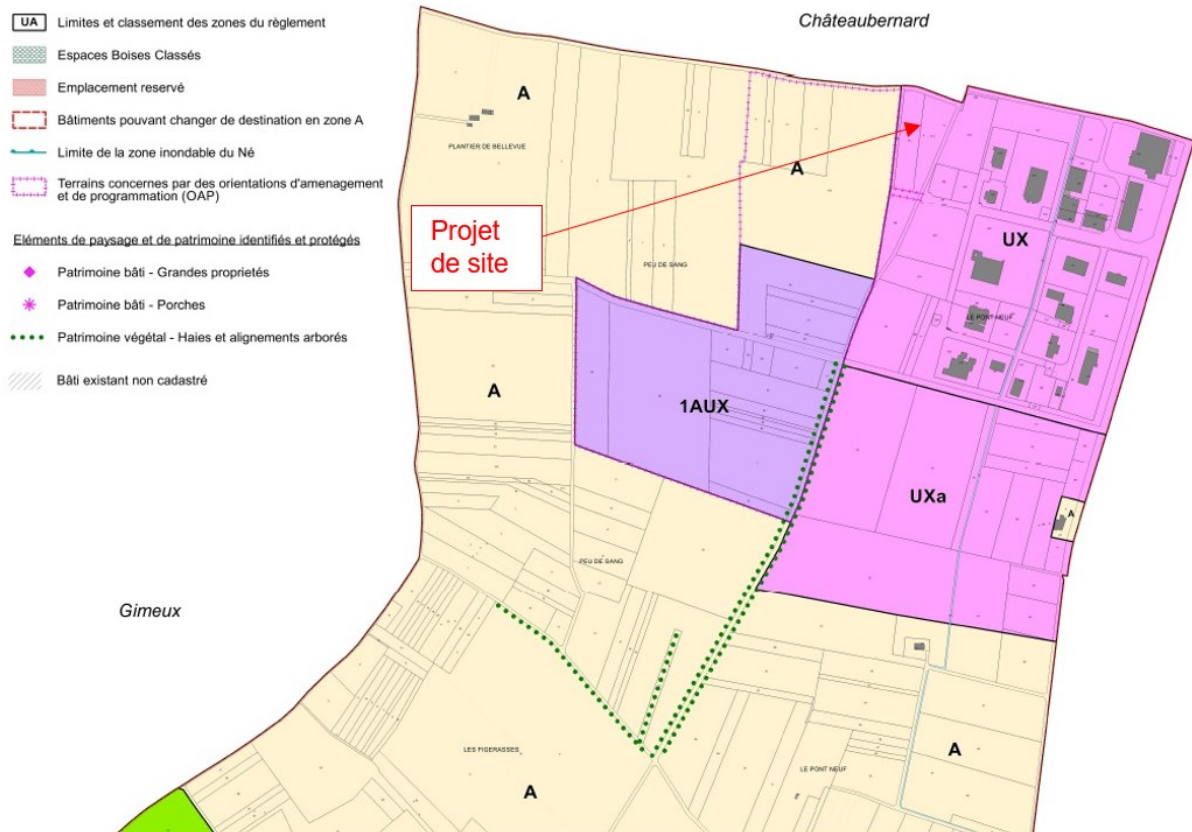 UA Limites et classement des zones du règlement
Espaces Boises Classés
Emplacement reservé
Bâtiments pouvant changer de destination en zone A
Limite de la zone inondable du Né
Terrains concernes par des orientations d'amenagement
et de programmation (OAP)
Eléments de paysage et de patrimoine identifiés et protégés
Patrimoine bâti - Grandes proprietés
Patrimoine bâti - Porches
Patrimoine végétal - Haies et alignements arborés
Bâti existant non cadastré
Châteaubernard
A
PLANTIER DE BELLEVUE
A
Projet
de site
UX
PEU DE SANG
LE PONT NEUF
A
1AUX
UXa
A
PEU DE SANG
Gimeux
LES FIGERASSES
LE PONT NEUF
A
A